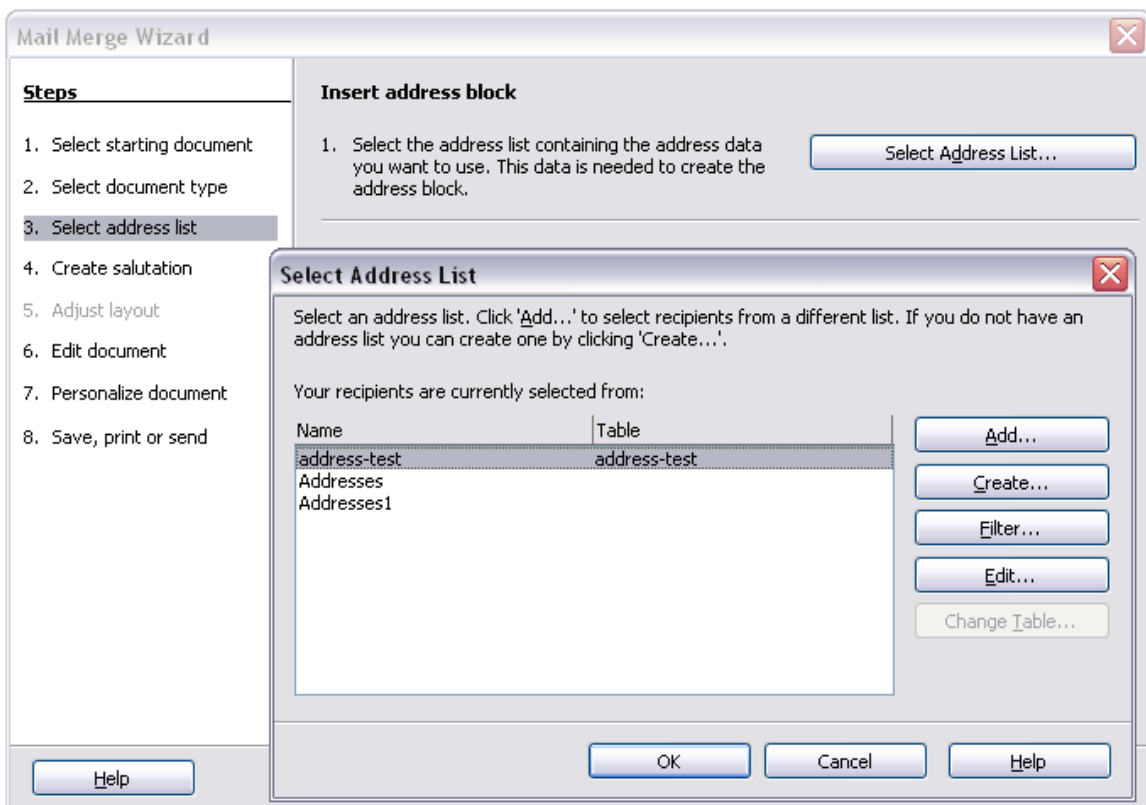 Mail Merge Wizard
Steps
1. Select starting document
2. Select document type
3. Select address list
4. Create salutation
5. Adjust layout
6. Edit document
7. Personalize document
8. Save, print or send
Help
Insert address block
1. Select the address list containing the address data
you want to use. This data is needed to create the
address block.
Select Address List...
Select Address List
Select an address list. Click 'Add...' to select recipients from a different list. If you do not have an
address list you can create one by clicking 'Create...'.
Your recipients are currently selected from:
Name Table
address-test address-test
Addresses
Addresses1
Add...
Create...
Filter...
Edit...
Change Table...
OK Cancel Help